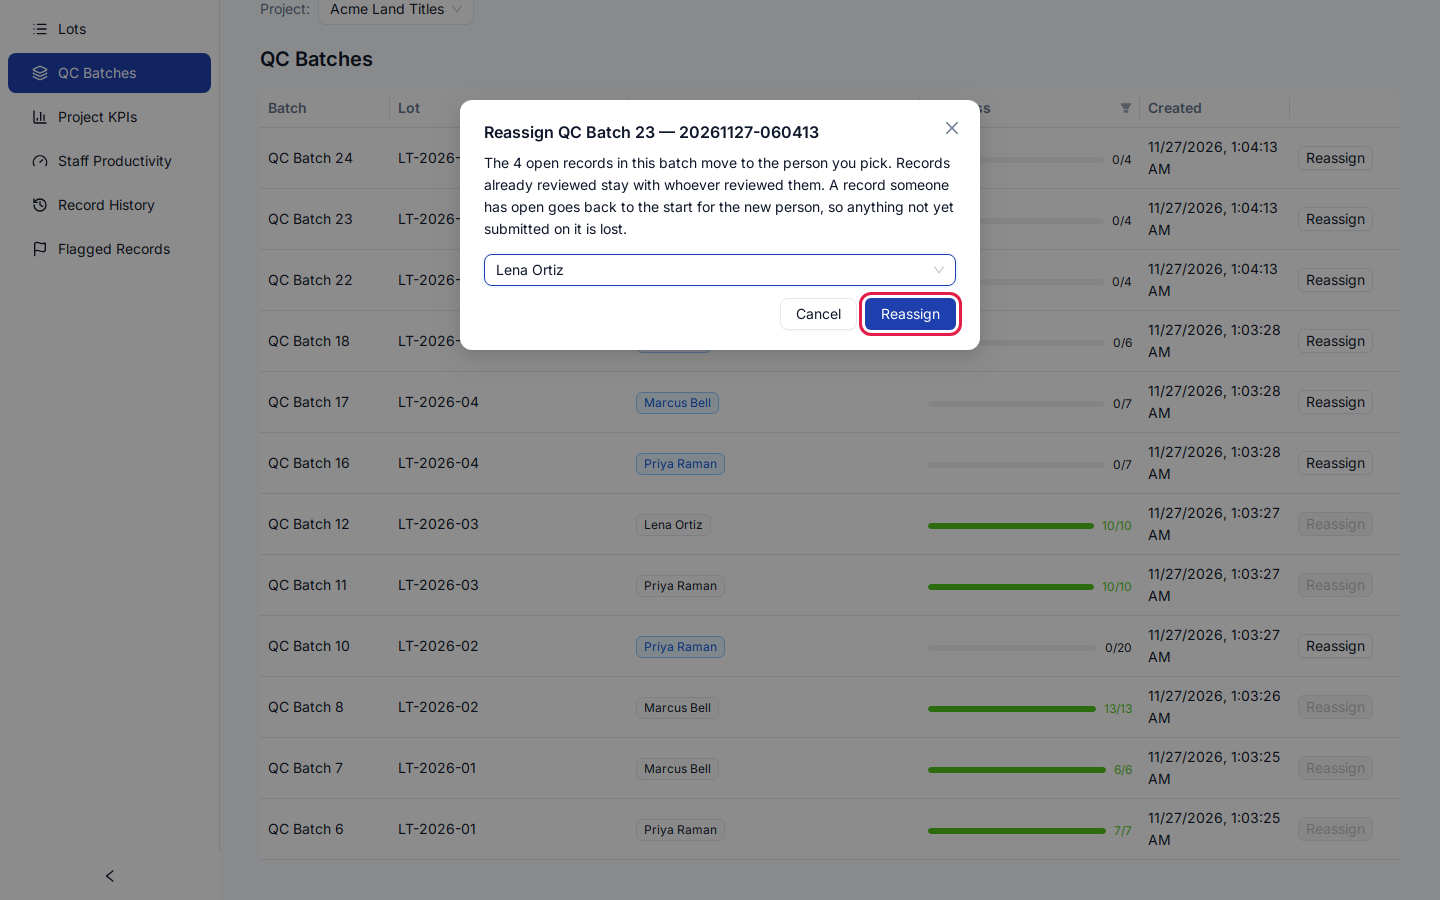 Project: Acme Land Titles
Lots
QC Batches
Project KPIs
Staff Productivity
Record History
Flagged Records
QC Batches
Batch Lot ss Created
QC Batch 24 LT-2026- 0/4 11/27/2026, 1:04:13 AM Reassign
QC Batch 23 LT-2026- 0/4 11/27/2026, 1:04:13 AM Reassign
QC Batch 22 LT-2026- 0/4 11/27/2026, 1:04:13 AM Reassign
QC Batch 18 LT-2026- 0/6 11/27/2026, 1:03:28 AM Reassign
QC Batch 17 LT-2026-04 Marcus Bell 0/7 11/27/2026, 1:03:28 AM Reassign
QC Batch 16 LT-2026-04 Priya Raman 0/7 11/27/2026, 1:03:28 AM Reassign
QC Batch 12 LT-2026-03 Lena Ortiz 10/10 11/27/2026, 1:03:27 AM Reassign
QC Batch 11 LT-2026-03 Priya Raman 10/10 11/27/2026, 1:03:27 AM Reassign
QC Batch 10 LT-2026-02 Priya Raman 0/20 11/27/2026, 1:03:27 AM Reassign
QC Batch 8 LT-2026-02 Marcus Bell 13/13 11/27/2026, 1:03:26 AM Reassign
QC Batch 7 LT-2026-01 Marcus Bell 6/6 11/27/2026, 1:03:25 AM Reassign
QC Batch 6 LT-2026-01 Priya Raman 7/7 11/27/2026, 1:03:25 AM Reassign
Reassign QC Batch 23 — 20261127-060413
The 4 open records in this batch move to the person you pick. Records
already reviewed stay with whoever reviewed them. A record someone
has open goes back to the start for the new person, so anything not yet
submitted on it is lost.
Lena Ortiz
Cancel Reassign